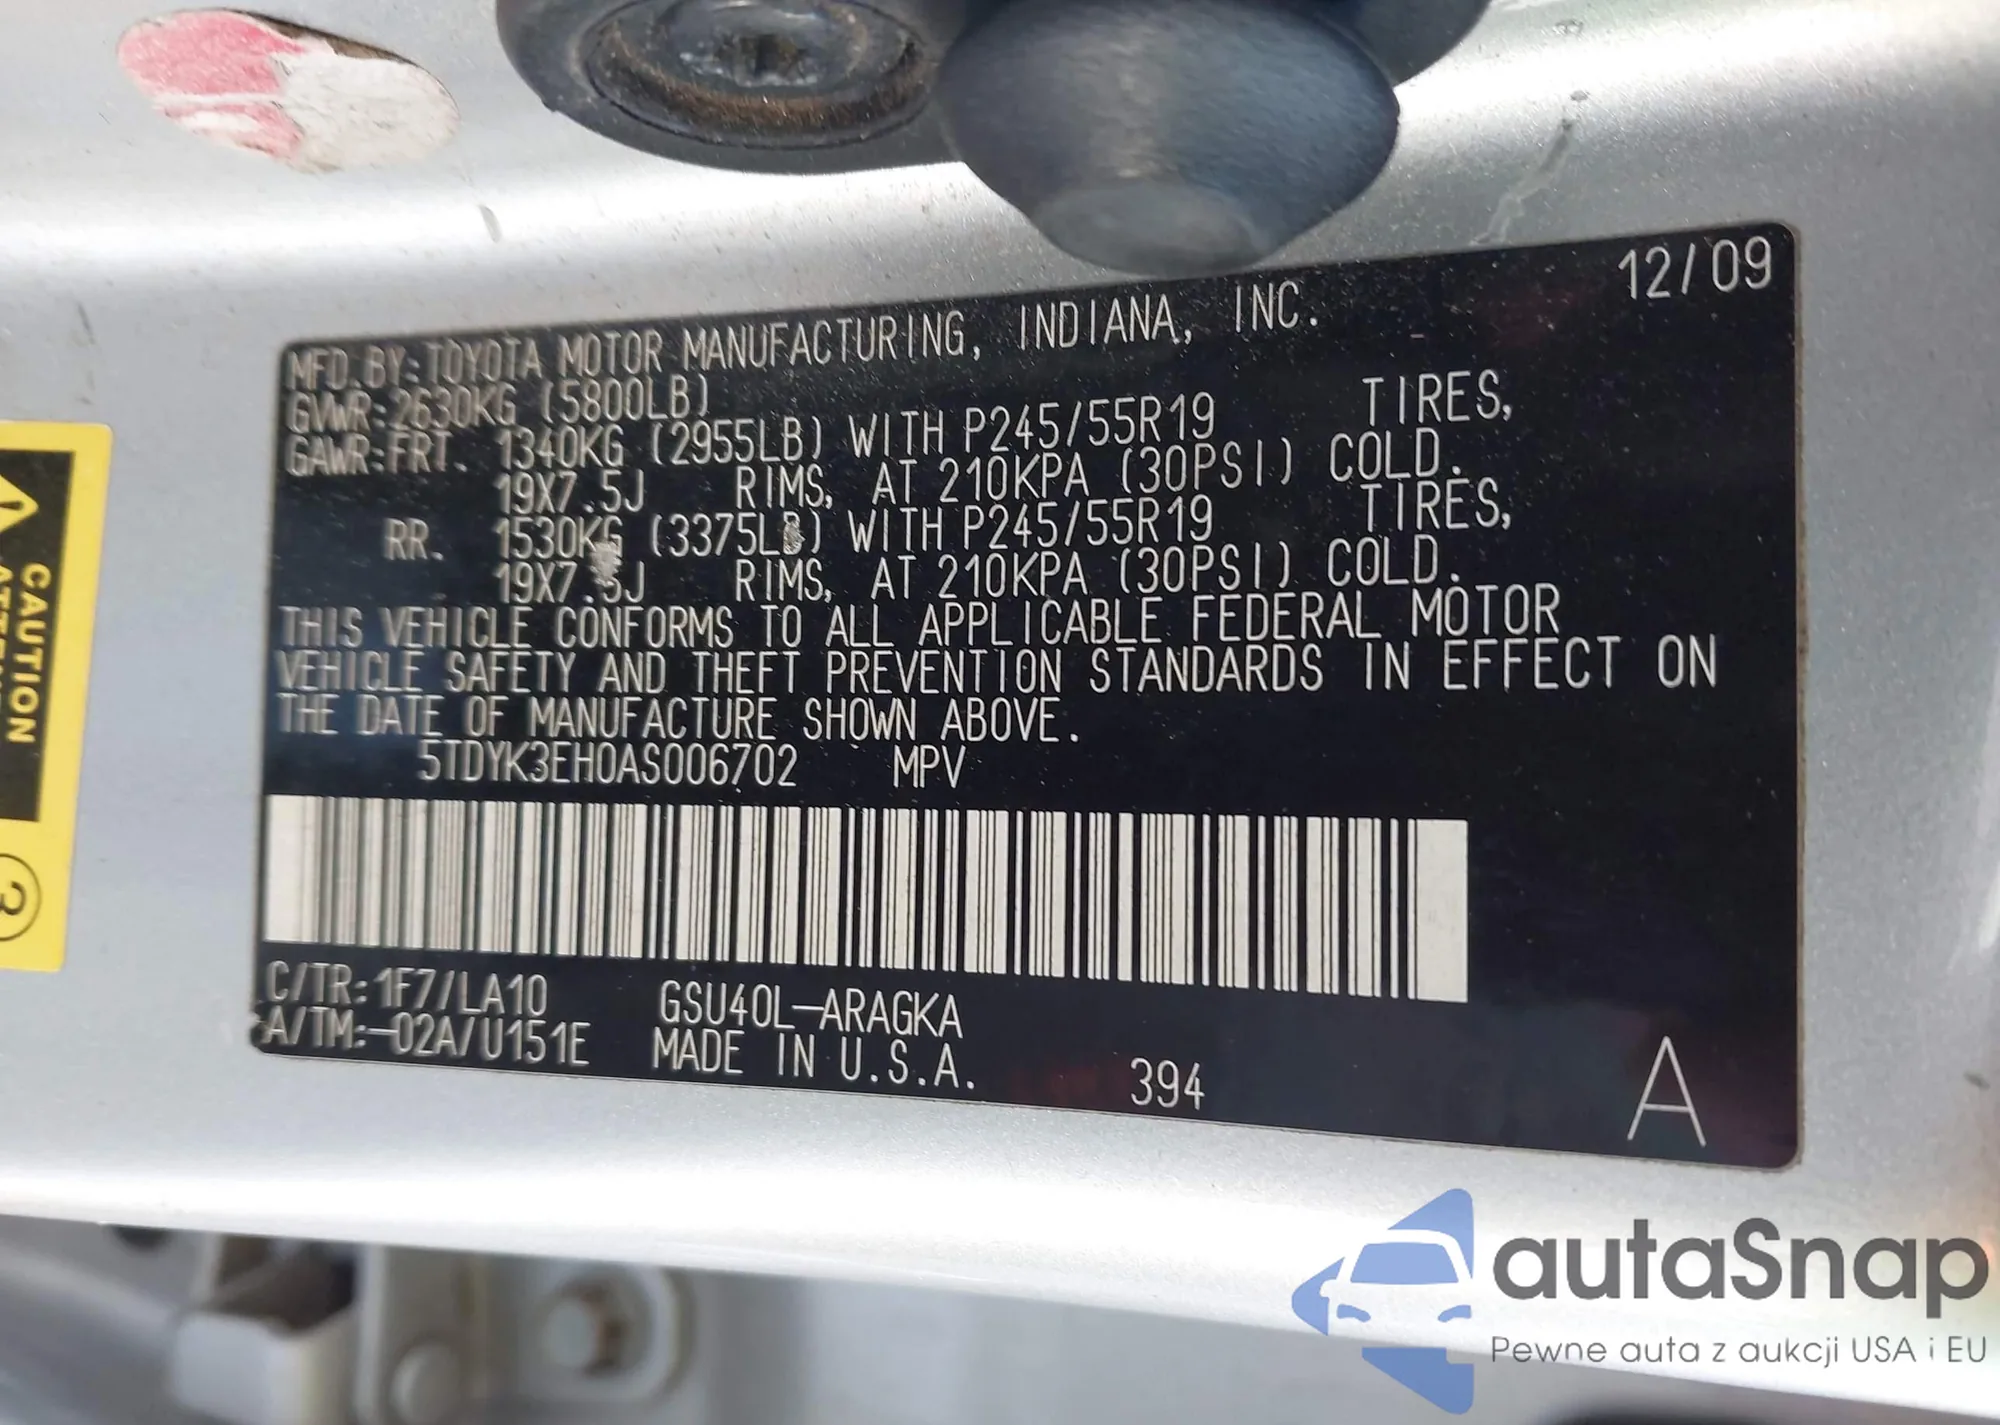 12/09
MFD. BY: TOYOTA MOTOR MANUFACTURING, INDIANA, INC.
GVWR: 2630KG (5800LB)
GAWR: FRT. 1340KG (2955LB) WITH P245/55R19 TIRES,
19X7.5J RIMS, AT 210KPA (30PSI) COLD.
RR. 1530KG (3375LB) WITH P245/55R19 TIRES,
19X7.5J RIMS, AT 210KPA (30PSI) COLD.
THIS VEHICLE CONFORMS TO ALL APPLICABLE FEDERAL MOTOR
VEHICLE SAFETY AND THEFT PREVENTION STANDARDS IN EFFECT ON
THE DATE OF MANUFACTURE SHOWN ABOVE.
5TDYK3EH0AS006702 MPV
C/TR: 1F7/LA10 GSU40L-ARAGKA
A/TM: -02A/U151E MADE IN U.S.A. 394
A
CAUTION
3
autaSnap
Pewne auta z aukcji USA i EU